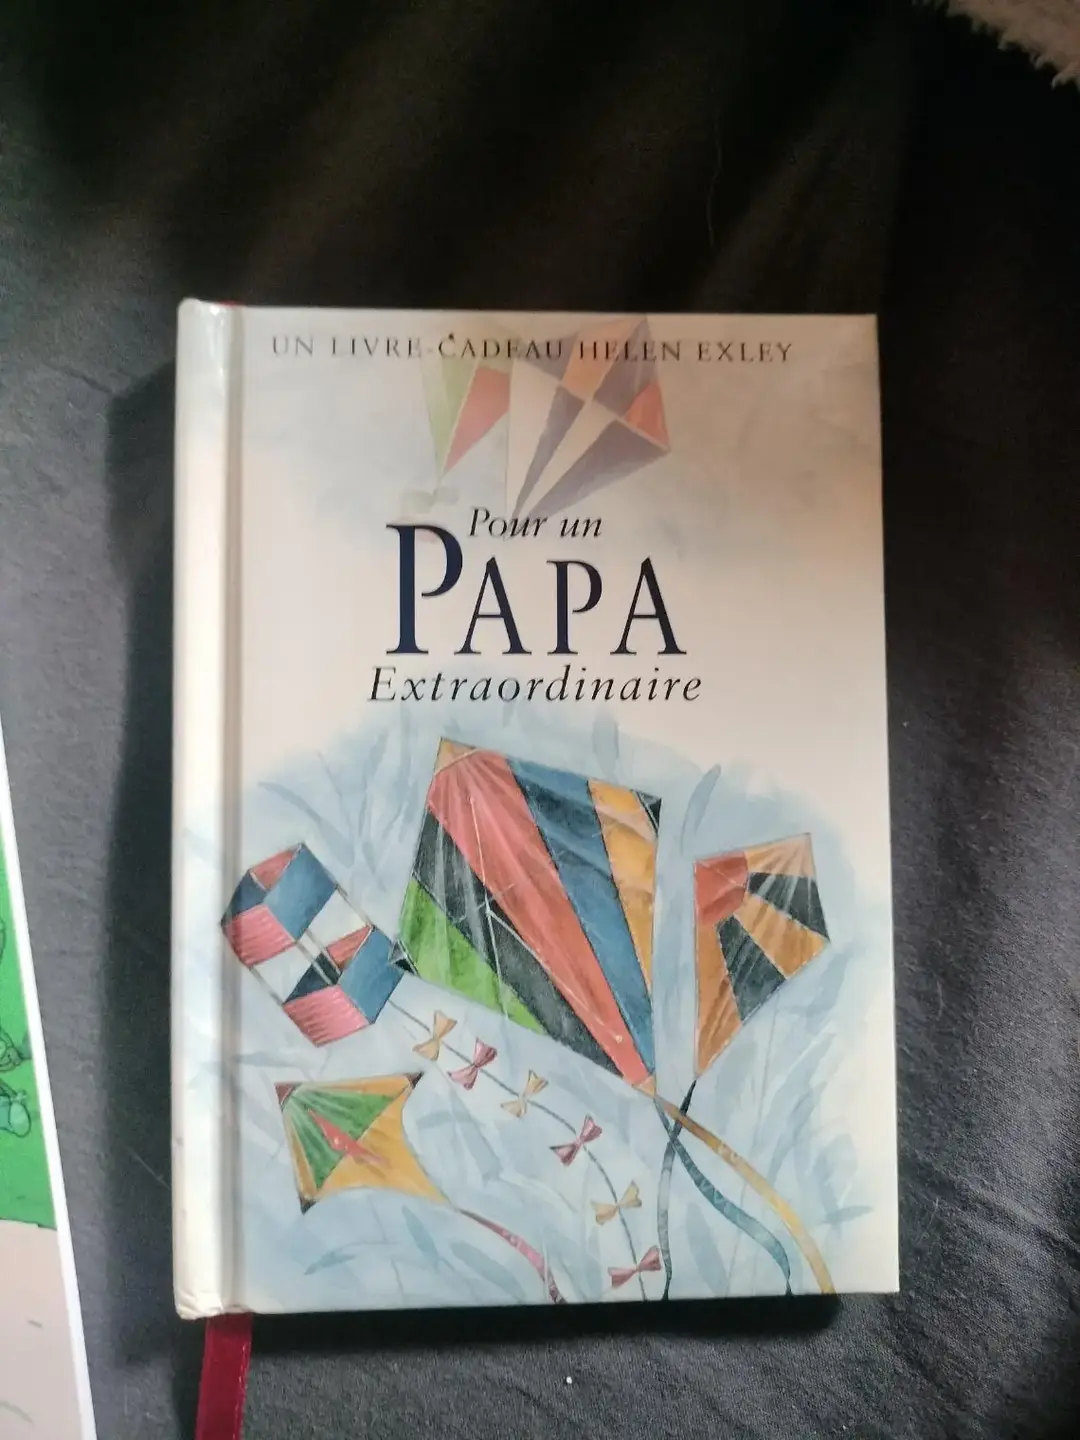 UN LIVRE-CADEAU HELEN EXLEY
Pour un
PAPA
Extraordinaire